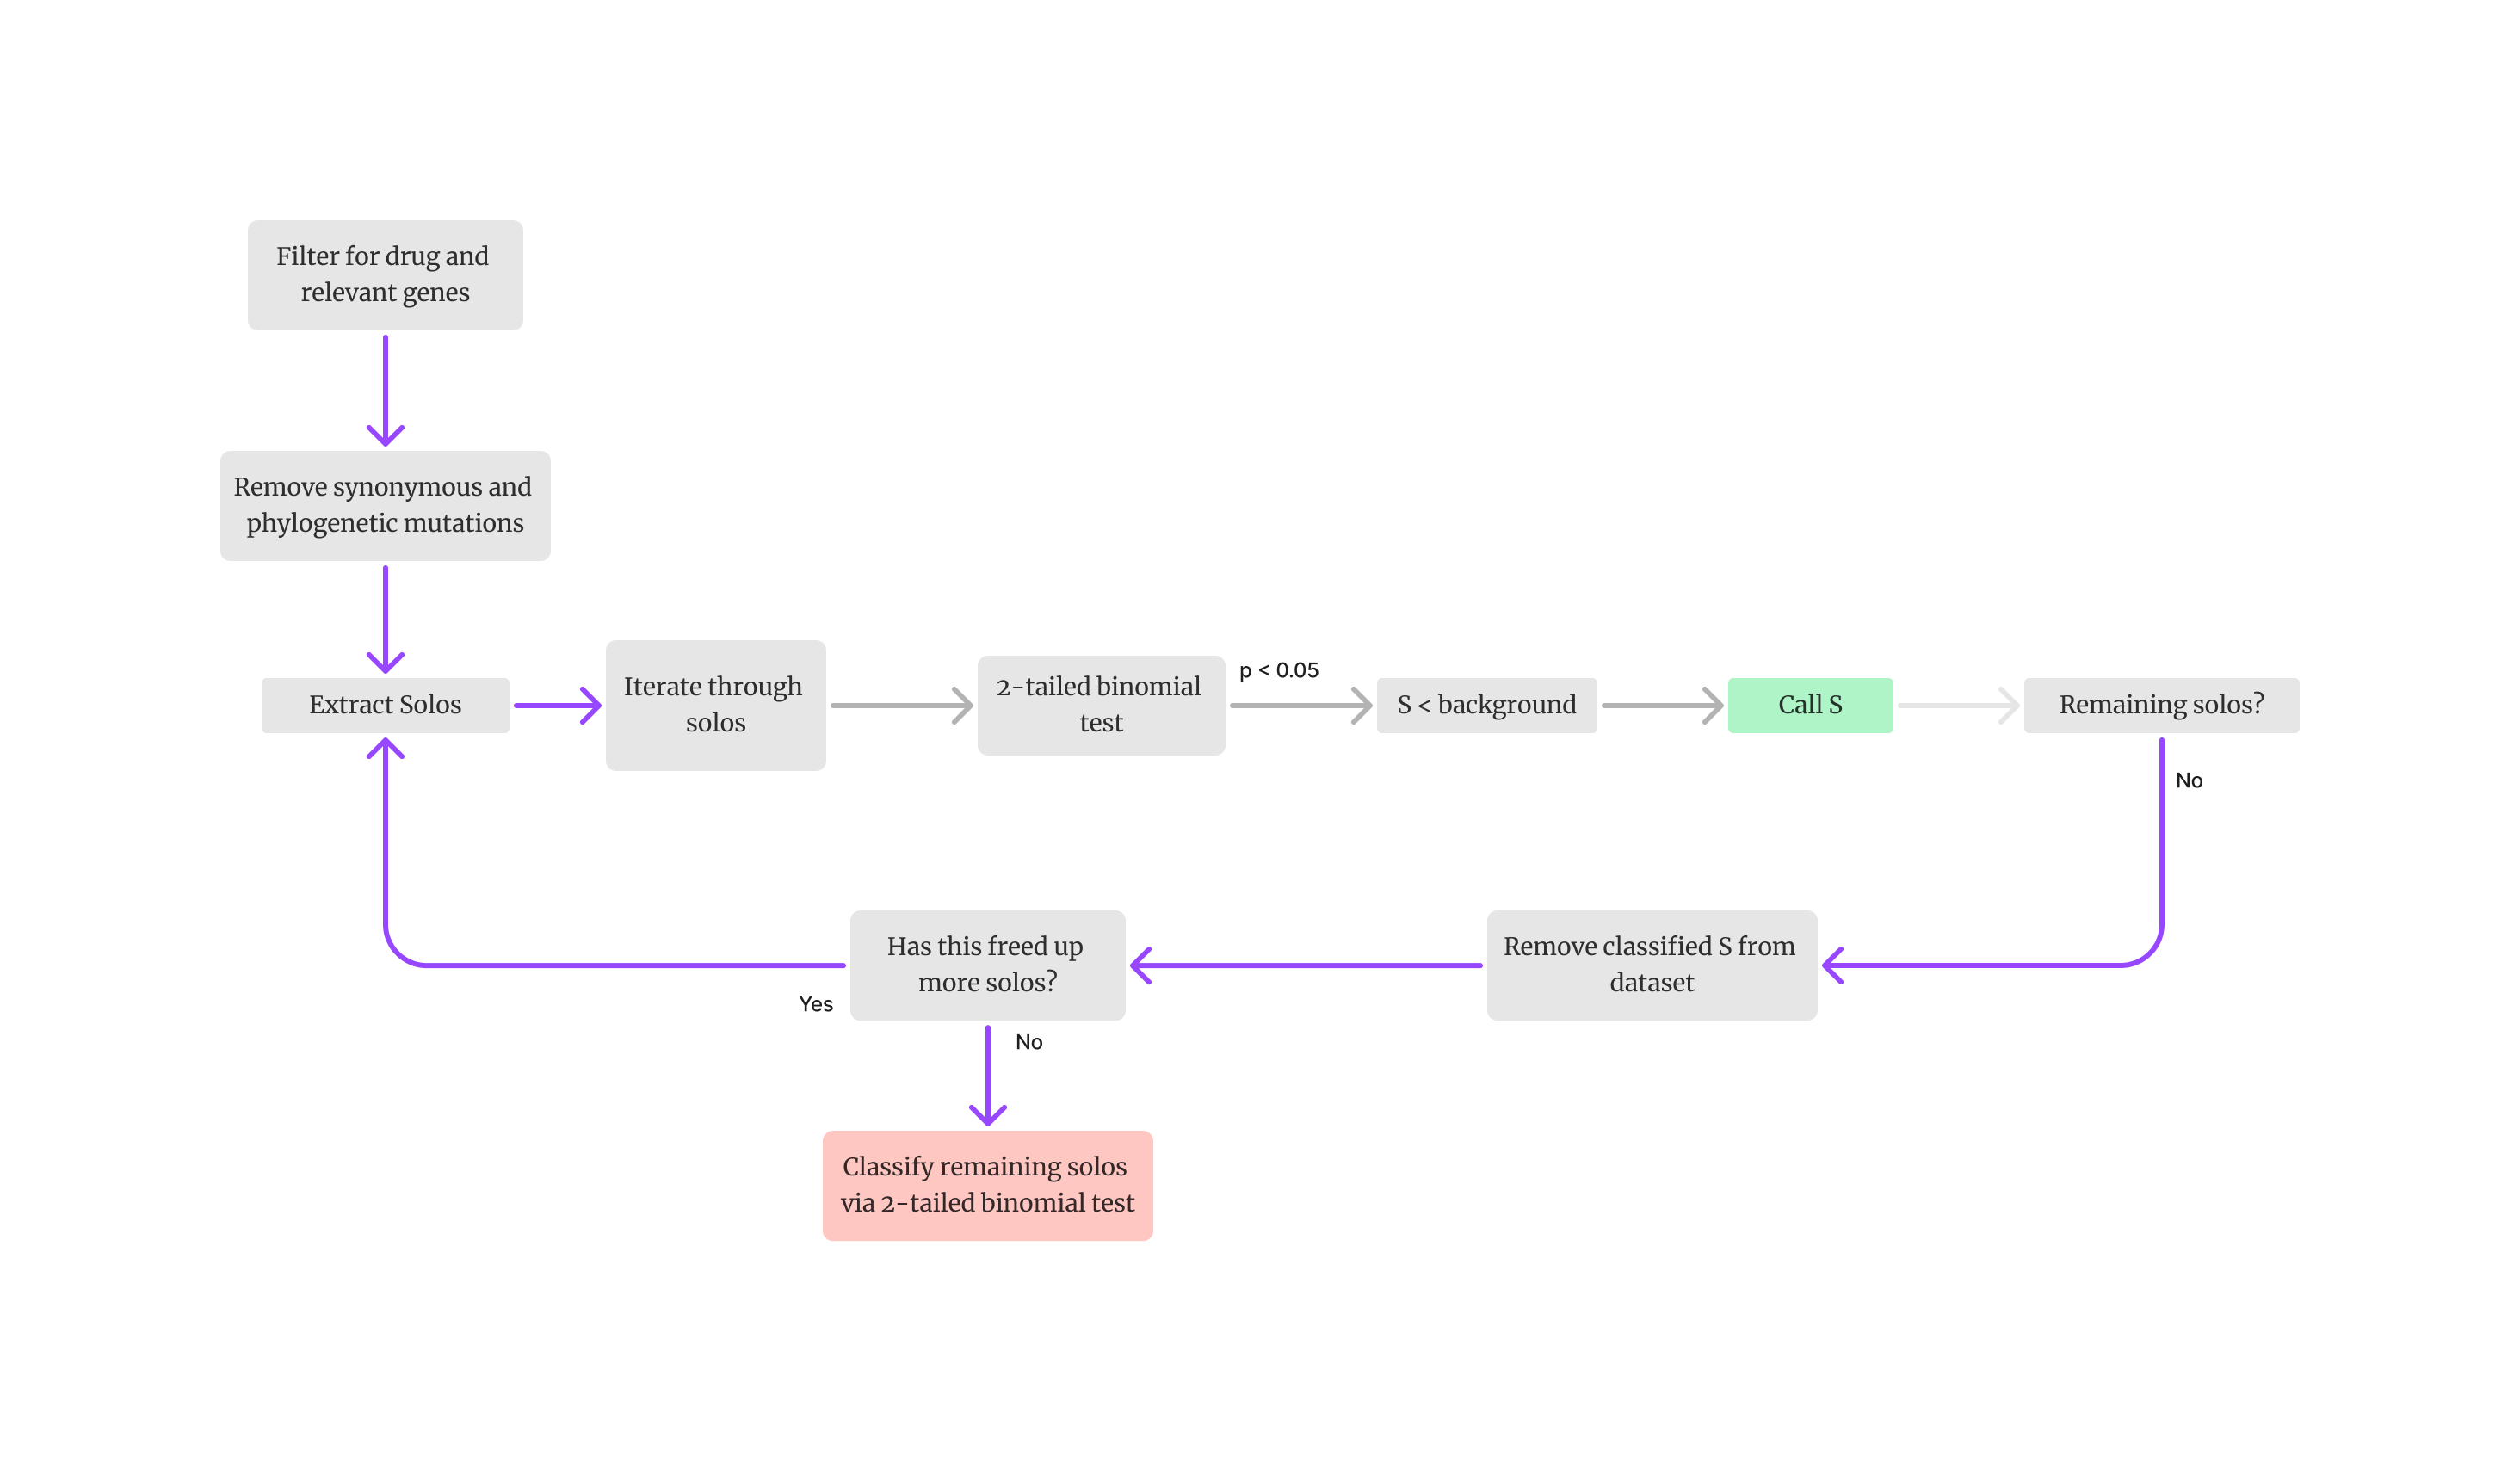 Filter for drug and
relevant genes
Remove synonymous and
phylogenetic mutations
Extract Solos
Iterate through
solos
2-tailed binomial
test
p < 0.05
S < background
Call S
Remaining solos?
No
Remove classified S from
dataset
Has this freed up
more solos?
Yes
No
Classify remaining solos
via 2-tailed binomial test